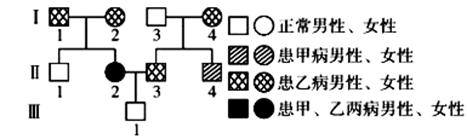 Ⅰ 1 2 3 4 正常男性、女性
Ⅱ 1 2 3 4 患甲病男性、女性
患乙病男性、女性
Ⅲ 1 患甲、乙两病男性、女性